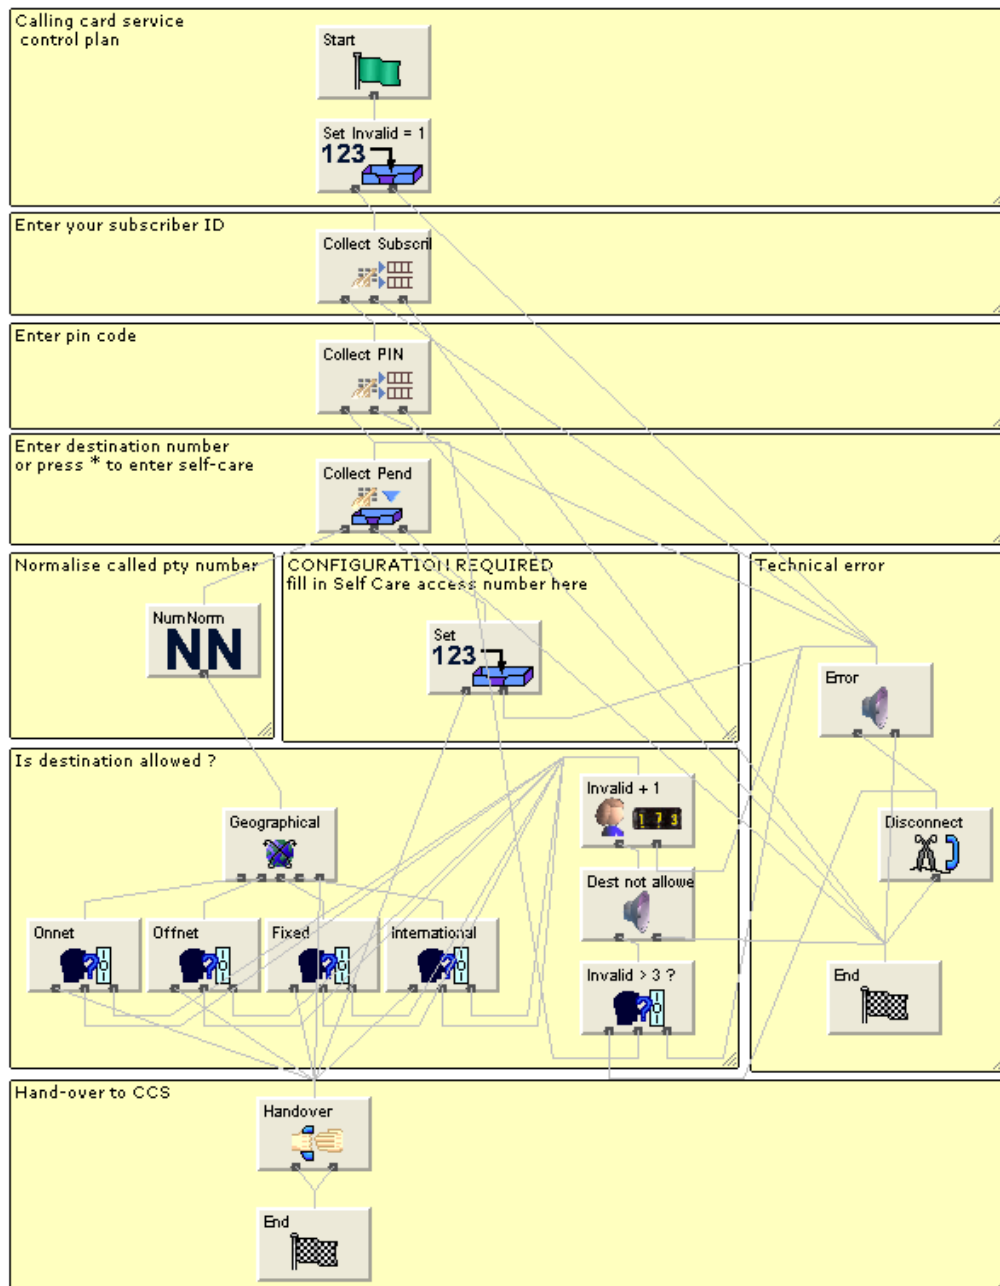 Calling card service
control plan
Start
Set Invalid = 1
123
Enter your subscriber ID
Collect Subscri
Enter pin code
Collect PIN
Enter destination number
or press * to enter self-care
Collect Pend
Normalise called pty number
NumNorm
NN
CONFIGURATION REQUIRED
fill in Self Care access number here
Set
123
Technical error
Error
Disconnect
End
Is destination allowed ?
Geographical
Onnet
Offnet
Fixed
International
Invalid + 1
173
Dest not allowe
Invalid > 3 ?
Hand-over to CCS
Handover
End